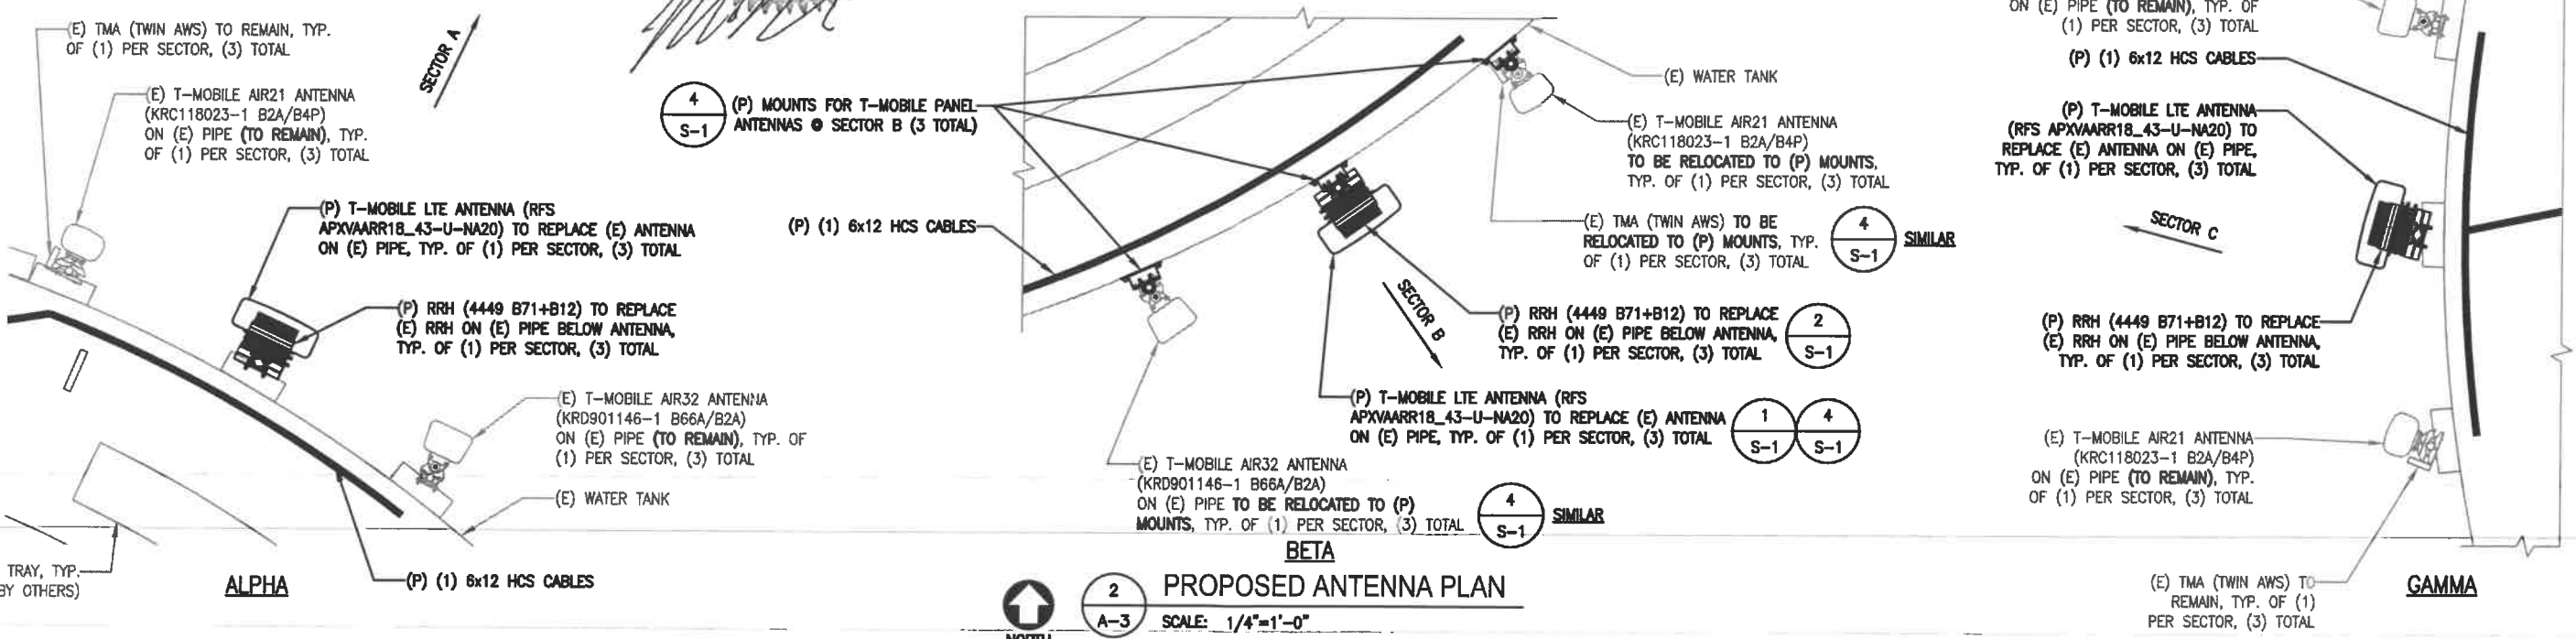 (E) TMA (TWIN AWS) TO REMAIN, TYP.
OF (1) PER SECTOR, (3) TOTAL
SECTOR A
(E) T-MOBILE AIR21 ANTENNA
(KRC118023-1 B2A/B4P)
ON (E) PIPE (TO REMAIN), TYP.
OF (1) PER SECTOR, (3) TOTAL
(P) T-MOBILE LTE ANTENNA (RFS
APXVAARR18_43-U-NA20) TO REPLACE (E) ANTENNA
ON (E) PIPE, TYP. OF (1) PER SECTOR, (3) TOTAL
(P) RRH (4449 B71+B12) TO REPLACE
(E) RRH ON (E) PIPE BELOW ANTENNA,
TYP. OF (1) PER SECTOR, (3) TOTAL
(E) T-MOBILE AIR32 ANTENNA
(KRD901146-1 B66A/B2A)
ON (E) PIPE (TO REMAIN), TYP. OF
(1) PER SECTOR, (3) TOTAL
(E) WATER TANK
TRAY, TYP.
BY OTHERS)
ALPHA
(P) (1) 6x12 HCS CABLES
4
S-1
(P) MOUNTS FOR T-MOBILE PANEL
ANTENNAS @ SECTOR B (3 TOTAL)
(P) (1) 6x12 HCS CABLES
(E) WATER TANK
(E) T-MOBILE AIR21 ANTENNA
(KRC118023-1 B2A/B4P)
TO BE RELOCATED TO (P) MOUNTS,
TYP. OF (1) PER SECTOR, (3) TOTAL
(E) TMA (TWIN AWS) TO BE
RELOCATED TO (P) MOUNTS, TYP.
OF (1) PER SECTOR, (3) TOTAL
4
S-1
SIMILAR
SECTOR B
(P) RRH (4449 B71+B12) TO REPLACE
(E) RRH ON (E) PIPE BELOW ANTENNA,
TYP. OF (1) PER SECTOR, (3) TOTAL
2
S-1
(P) T-MOBILE LTE ANTENNA (RFS
APXVAARR18_43-U-NA20) TO REPLACE (E) ANTENNA
ON (E) PIPE, TYP. OF (1) PER SECTOR, (3) TOTAL
1
S-1
4
S-1
(E) T-MOBILE AIR32 ANTENNA
(KRD901146-1 B66A/B2A)
ON (E) PIPE TO BE RELOCATED TO (P)
MOUNTS, TYP. OF (1) PER SECTOR, (3) TOTAL
4
S-1
SIMILAR
BETA
NORTH
2
A-3
PROPOSED ANTENNA PLAN
SCALE: 1/4"=1'-0"
ON (E) PIPE (TO REMAIN), TYP. OF
(1) PER SECTOR, (3) TOTAL
(P) (1) 6x12 HCS CABLES
(P) T-MOBILE LTE ANTENNA
(RFS APXVAARR18_43-U-NA20) TO
REPLACE (E) ANTENNA ON (E) PIPE,
TYP. OF (1) PER SECTOR, (3) TOTAL
SECTOR C
(P) RRH (4449 B71+B12) TO REPLACE
(E) RRH ON (E) PIPE BELOW ANTENNA,
TYP. OF (1) PER SECTOR, (3) TOTAL
(E) T-MOBILE AIR21 ANTENNA
(KRC118023-1 B2A/B4P)
ON (E) PIPE (TO REMAIN), TYP.
OF (1) PER SECTOR, (3) TOTAL
(E) TMA (TWIN AWS) TO
REMAIN, TYP. OF (1)
PER SECTOR, (3) TOTAL
GAMMA